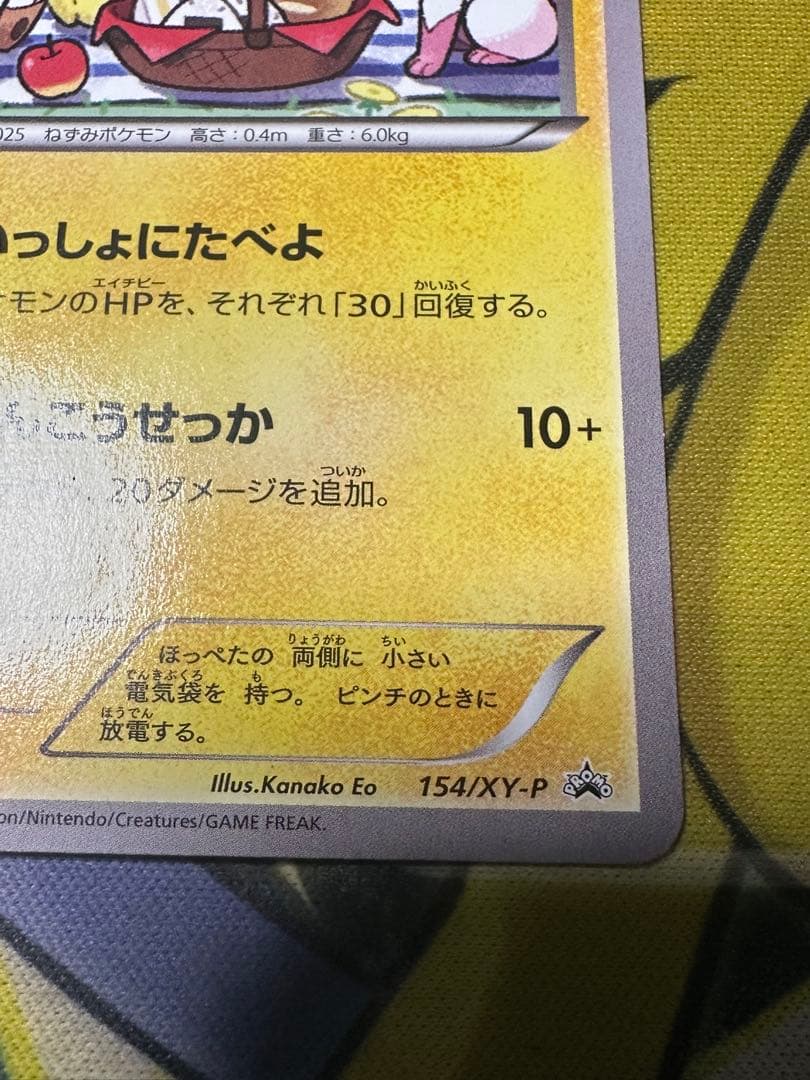 025 ねずみポケモン 高さ:0.4m 重さ:6.0kg
いっしょにたべよ
エイチピー かいふく
ケモンのHPを、それぞれ「30」回復する。
こうせっか 10+
ついか
20ダメージを追加。
りょうがわ ちい
ほっぺたの 両側に 小さい
でんきぶくろ も
電気袋を 持つ。 ピンチのときに
ほうでん
放電する。
Illus.Kanako Eo 154/XY-P PROMO
on/Nintendo/Creatures/GAME FREAK.